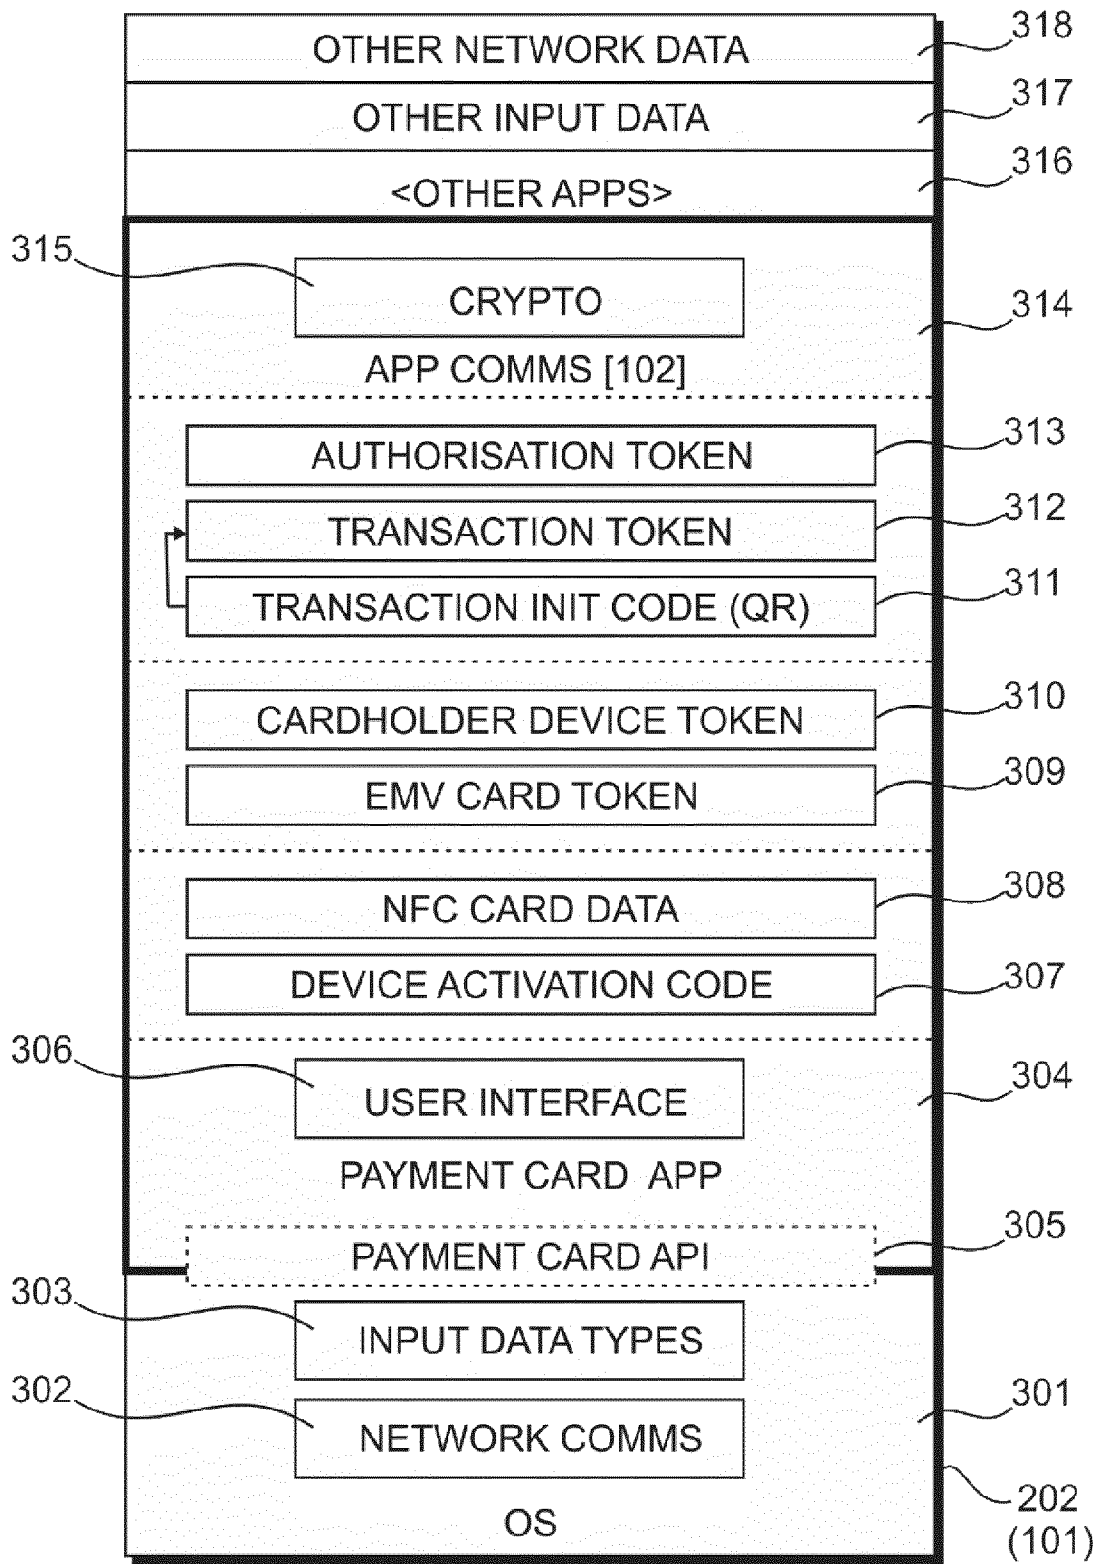 OTHER NETWORK DATA 318
OTHER INPUT DATA 317
<OTHER APPS> 316
315 CRYPTO 314
APP COMMS [102]
AUTHORISATION TOKEN 313
TRANSACTION TOKEN 312
TRANSACTION INIT CODE (QR) 311
CARDHOLDER DEVICE TOKEN 310
EMV CARD TOKEN 309
NFC CARD DATA 308
DEVICE ACTIVATION CODE 307
306 USER INTERFACE 304
PAYMENT CARD APP
PAYMENT CARD API 305
303 INPUT DATA TYPES
302 NETWORK COMMS 301
OS 202
(101)